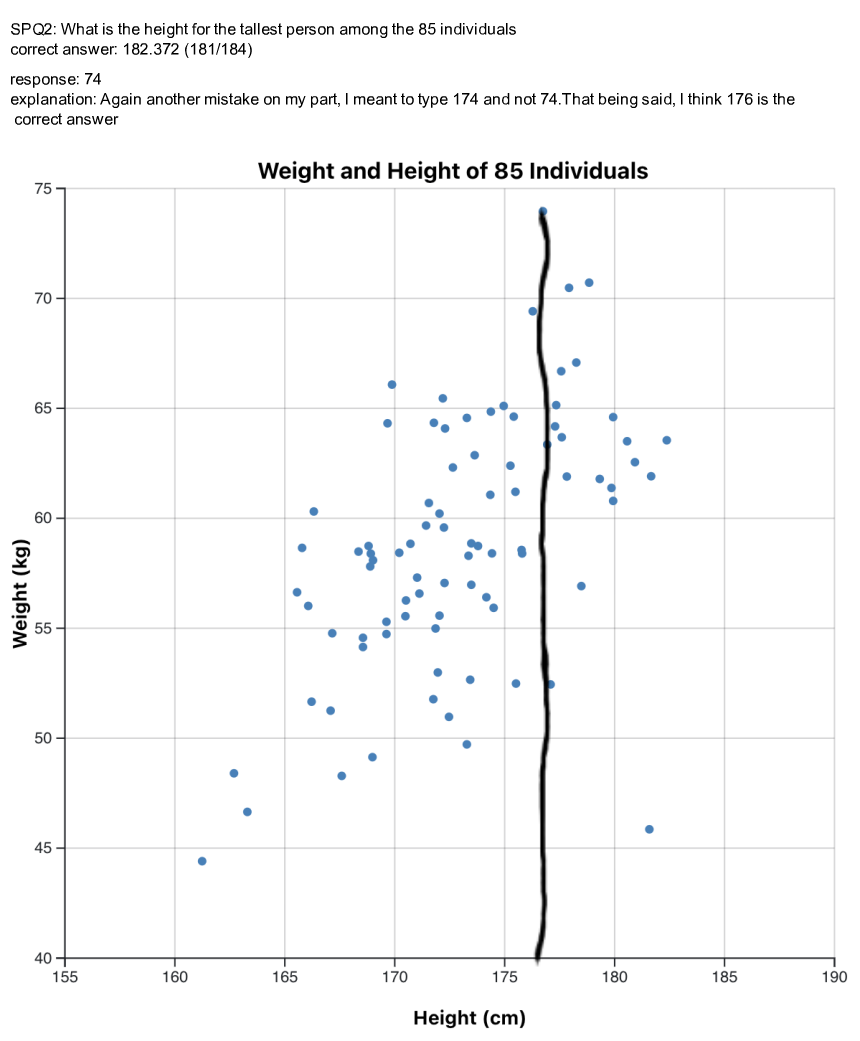 SPQ2: What is the height for the tallest person among the 85 individuals
correct answer: 182.372 (181/184)
response: 74
explanation: Again another mistake on my part, I meant to type 174 and not 74.That being said, I think 176 is the
correct answer
Weight and Height of 85 Individuals
75
70
65
60
55
50
45
40
Weight (kg)
155 160 165 170 175 180 185 190
Height (cm)